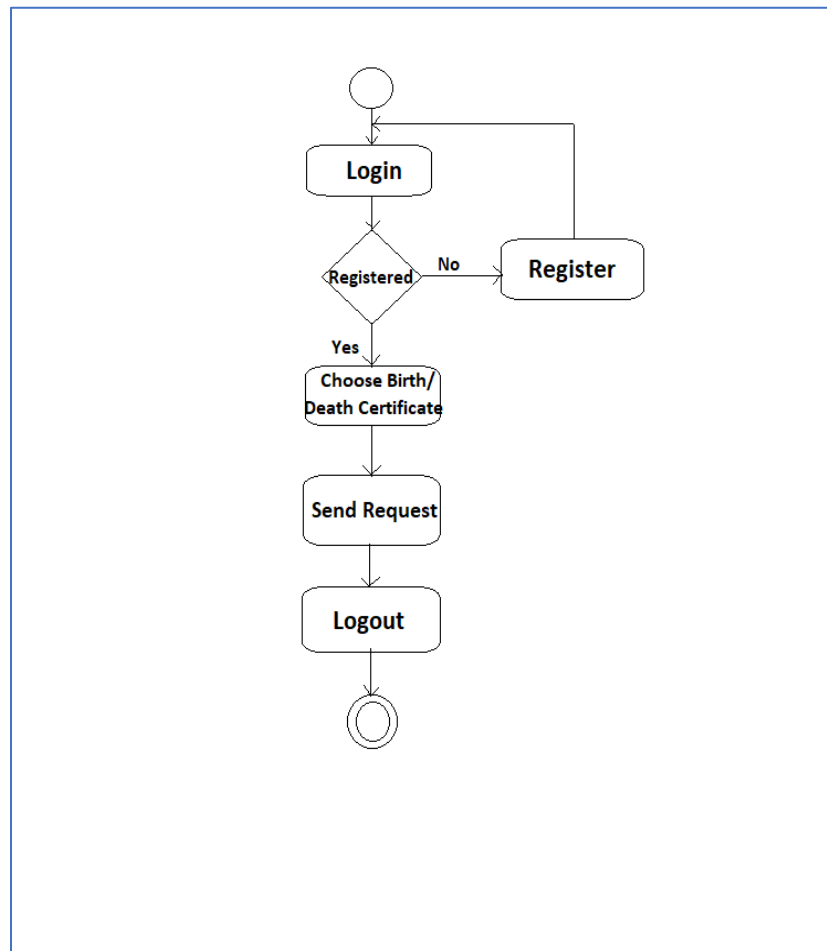 Login
Registered
No
Register
Yes
Choose Birth/
Death Certificate
Send Request
Logout